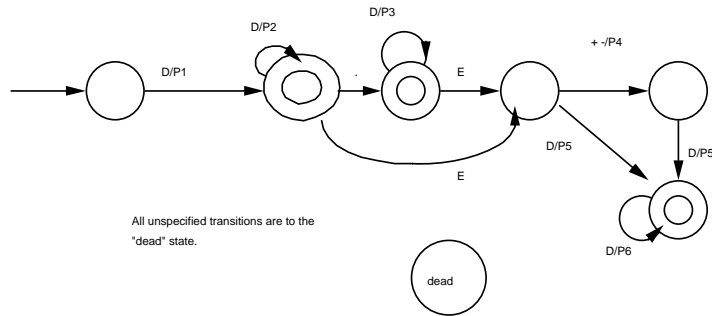 D/P3
D/P2
+ -/P4
D/P1
.
E
D/P5
D/P5
E
All unspecified transitions are to the
"dead" state.
D/P6
dead